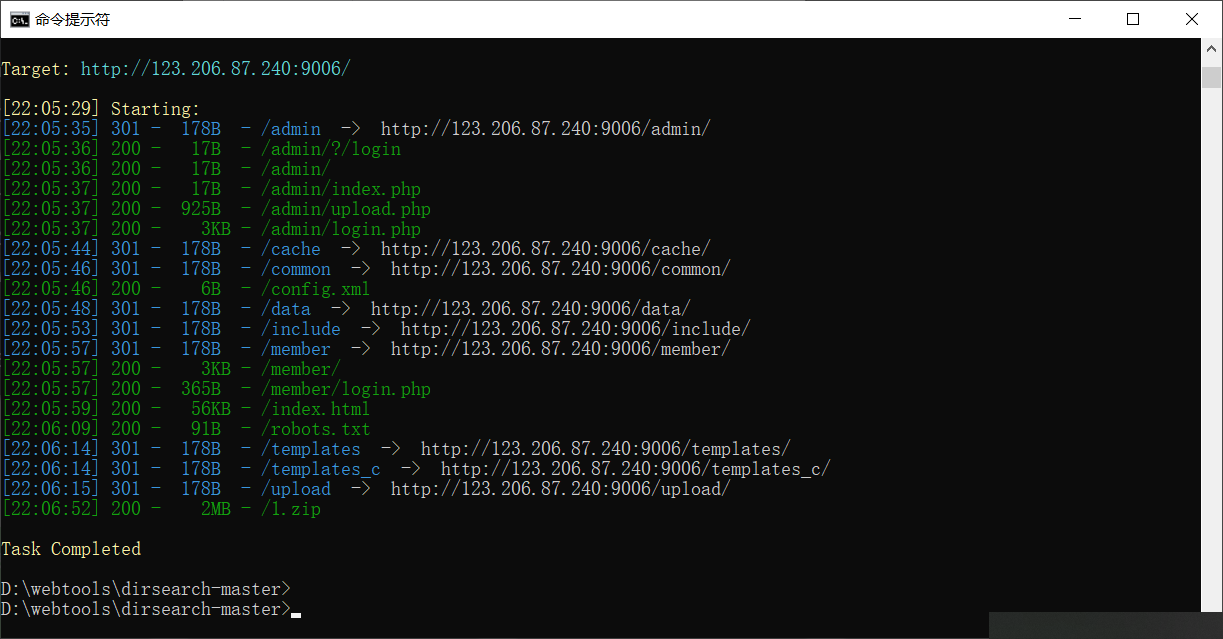 命令提示符
Target: http://123.206.87.240:9006/
[22:05:29] Starting:
[22:05:35] 301 -  178B  - /admin  ->  http://123.206.87.240:9006/admin/
[22:05:36] 200 -   17B  - /admin/?/login
[22:05:36] 200 -   17B  - /admin/
[22:05:37] 200 -   17B  - /admin/index.php
[22:05:37] 200 -  925B  - /admin/upload.php
[22:05:37] 200 -    3KB - /admin/login.php
[22:05:44] 301 -  178B  - /cache  ->  http://123.206.87.240:9006/cache/
[22:05:46] 301 -  178B  - /common  ->  http://123.206.87.240:9006/common/
[22:05:46] 200 -    6B  - /config.xml
[22:05:48] 301 -  178B  - /data  ->  http://123.206.87.240:9006/data/
[22:05:53] 301 -  178B  - /include  ->  http://123.206.87.240:9006/include/
[22:05:57] 301 -  178B  - /member  ->  http://123.206.87.240:9006/member/
[22:05:57] 200 -    3KB - /member/
[22:05:57] 200 -  365B  - /member/login.php
[22:05:59] 200 -   56KB - /index.html
[22:06:09] 200 -   91B  - /robots.txt
[22:06:14] 301 -  178B  - /templates  ->  http://123.206.87.240:9006/templates/
[22:06:14] 301 -  178B  - /templates_c  ->  http://123.206.87.240:9006/templates_c/
[22:06:15] 301 -  178B  - /upload  ->  http://123.206.87.240:9006/upload/
[22:06:52] 200 -    2MB - /1.zip
Task Completed
D:\webtools\dirsearch-master>
D:\webtools\dirsearch-master>